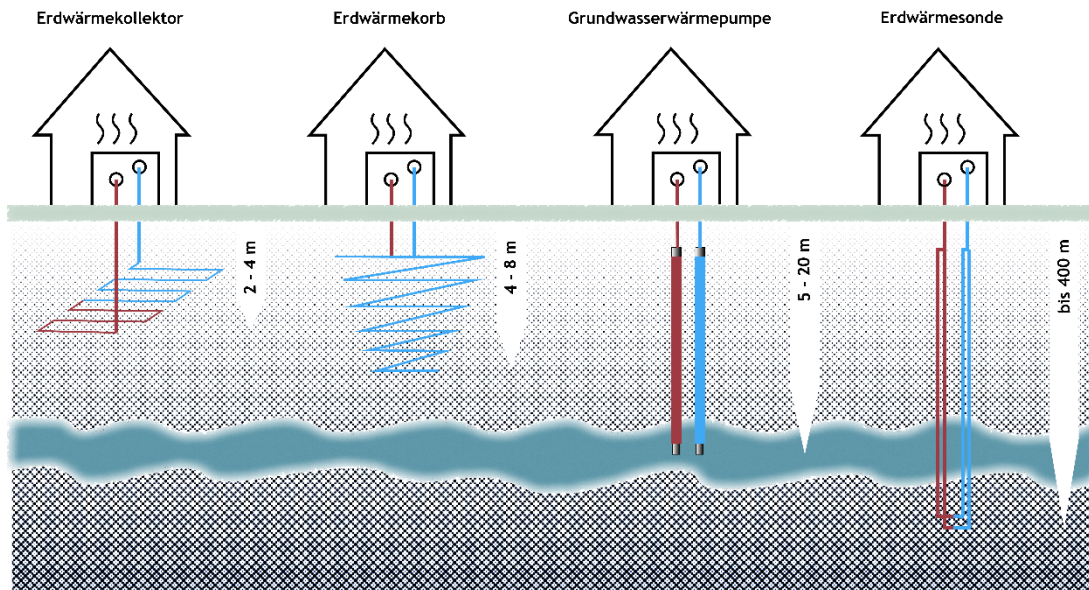 Erdwärmekollektor
Erdwärmekorb
Grundwasserwärmepumpe
Erdwärmesonde
2 - 4 m
4 - 8 m
5 - 20 m
bis 400 m